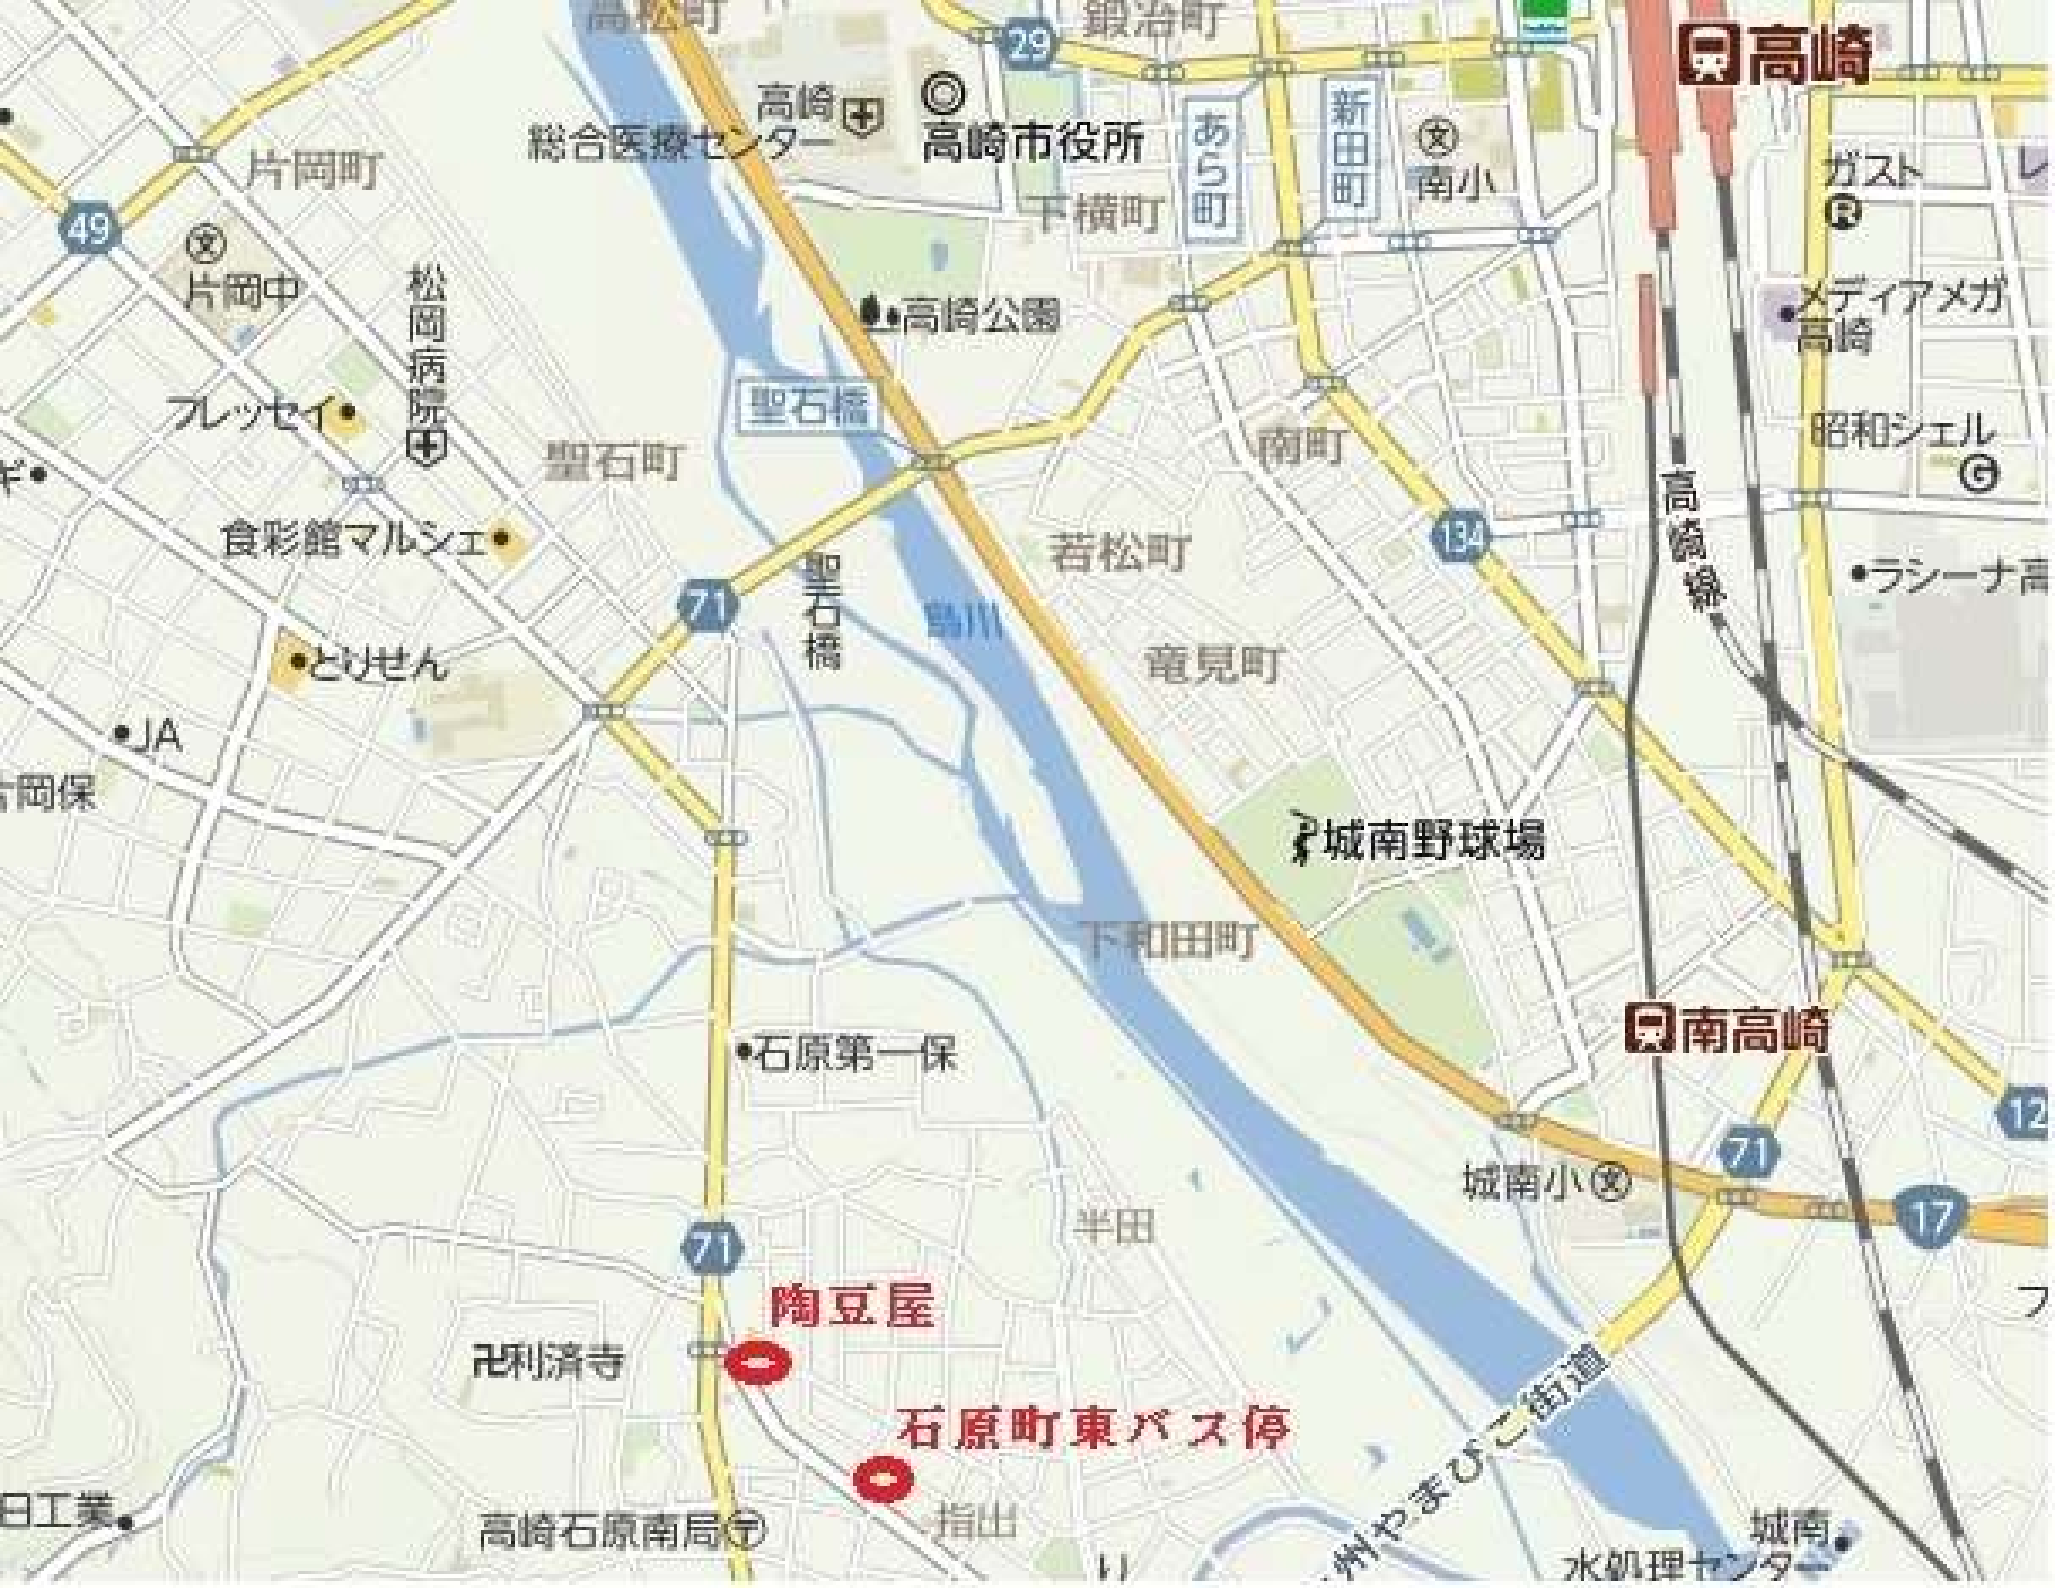 高松町
鍛冶町
29
高崎
高崎
総合医療センター
高崎市役所
あら町
新田町
南小
ガスト
R
片岡町
下横町
49
片岡中
松岡病院
高崎公園
メディアメガ
高崎
聖石橋
フレッセイ
聖石町
南町
昭和シェル
G
高崎線
食彩館マルシェ
134
若松町
ラシーナ高
71
聖石橋
烏川
とりせん
竜見町
JA
片岡保
城南野球場
下和田町
南高崎
石原第一保
12
71
城南小
17
半田
71
陶豆屋
卍利済寺
石原町東バス停
州やまびこ街道
日工業
高崎石原南局
指出
城南
水処理センター